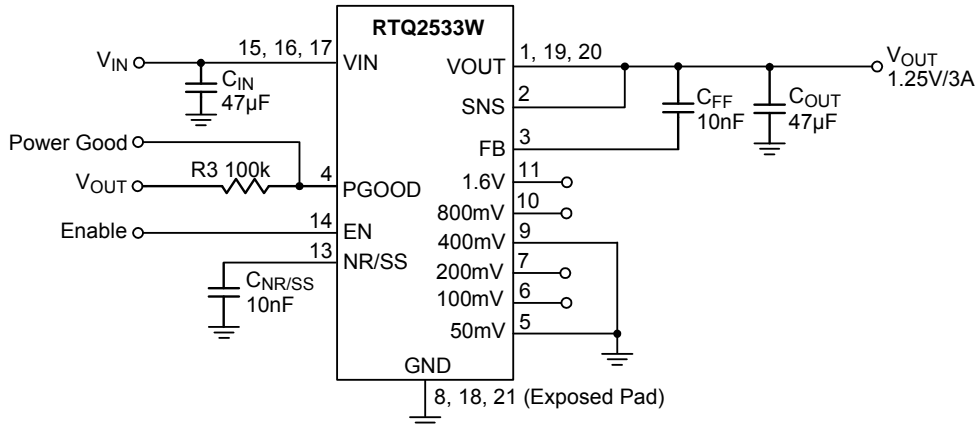 RTQ2533W
VIN
15, 16, 17
VIN
CIN
47μF
Power Good
VOUT
R3 100k
4
PGOOD
Enable
14
EN
13
NR/SS
CNR/SS
10nF
VOUT
1, 19, 20
SNS
2
FB
3
1.6V
11
800mV
10
400mV
9
200mV
7
100mV
6
50mV
5
CFF
10nF
COUT
47μF
VOUT
1.25V/3A
GND
8, 18, 21 (Exposed Pad)